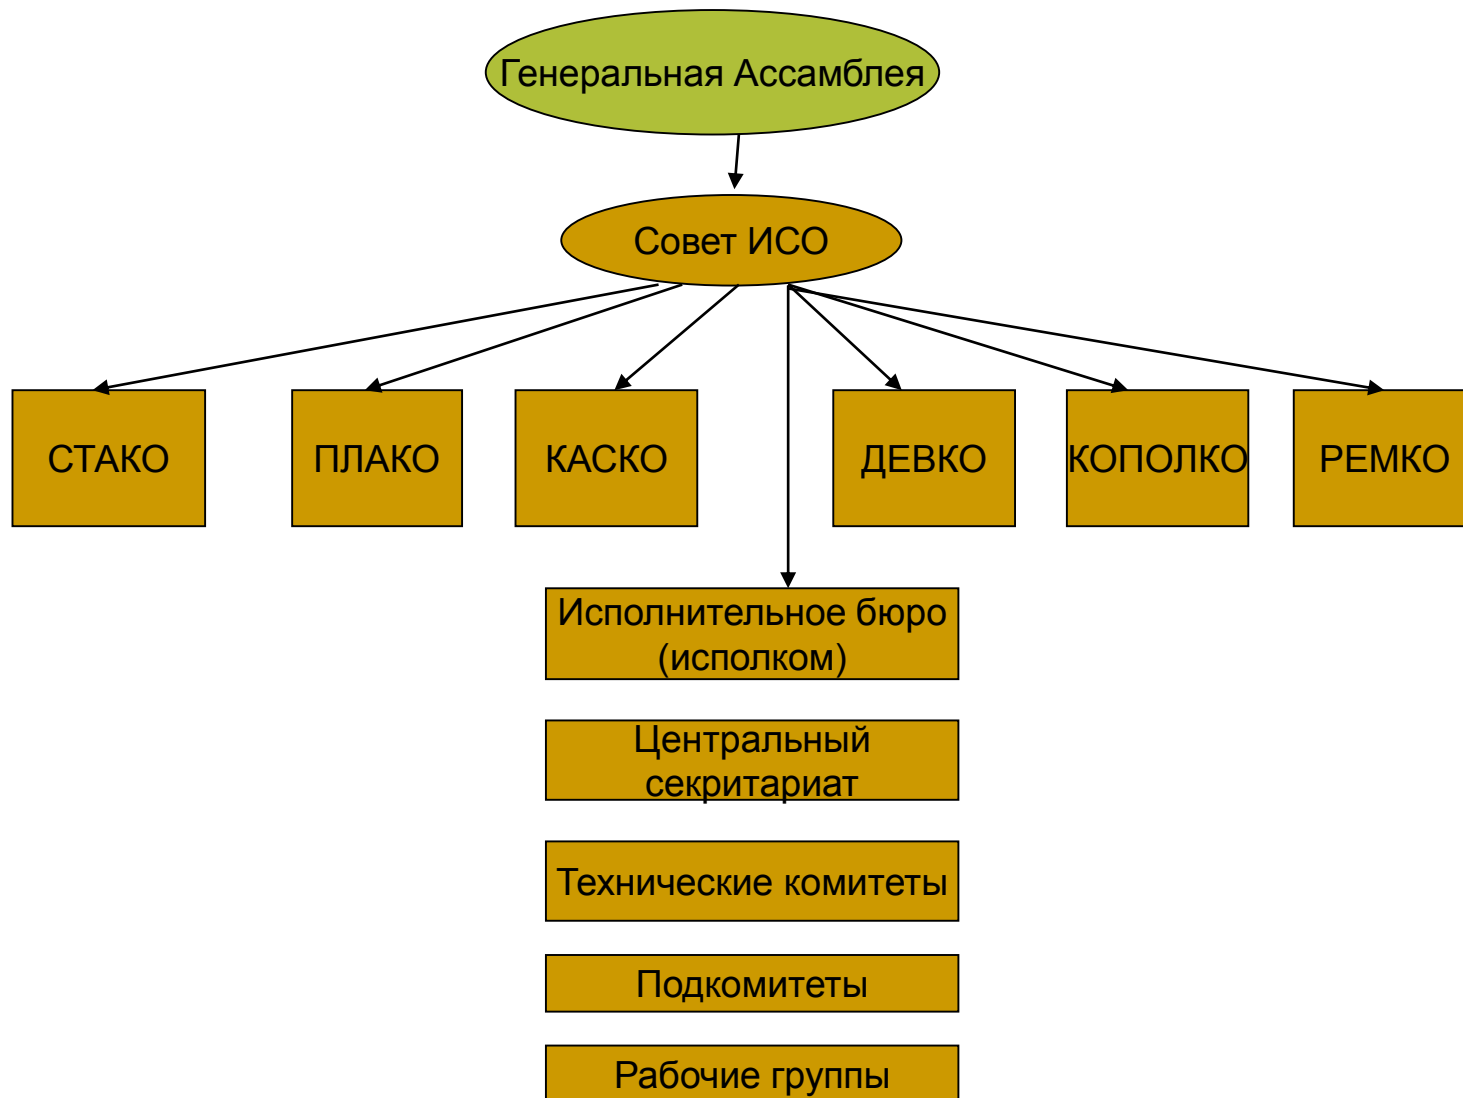 Генеральная Ассамблея
Совет ИСО
СТАКО
ПЛАКО
КАСКО
ДЕВКО
КОПОЛКО
РЕМКО
Исполнительное бюро
(исполком)
Центральный
секритариат
Технические комитеты
Подкомитеты
Рабочие группы